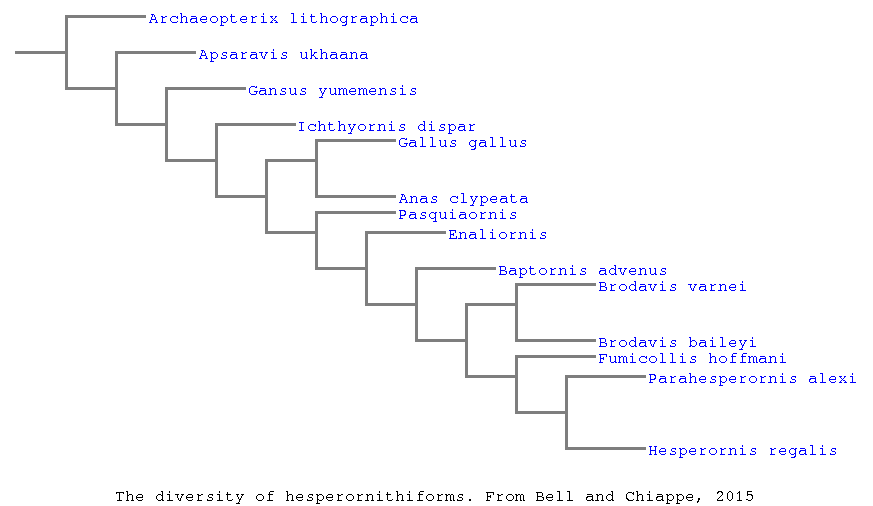 Archaeopterix lithographica
Apsaravis ukhaana
Gansus yumemensis
Ichthyornis dispar
Gallus gallus
Anas clypeata
Pasquiaornis
Enaliornis
Baptornis advenus
Brodavis varnei
Brodavis baileyi
Fumicollis hoffmani
Parahesperornis alexi
Hesperornis regalis
The diversity of hesperornithiforms. From Bell and Chiappe, 2015